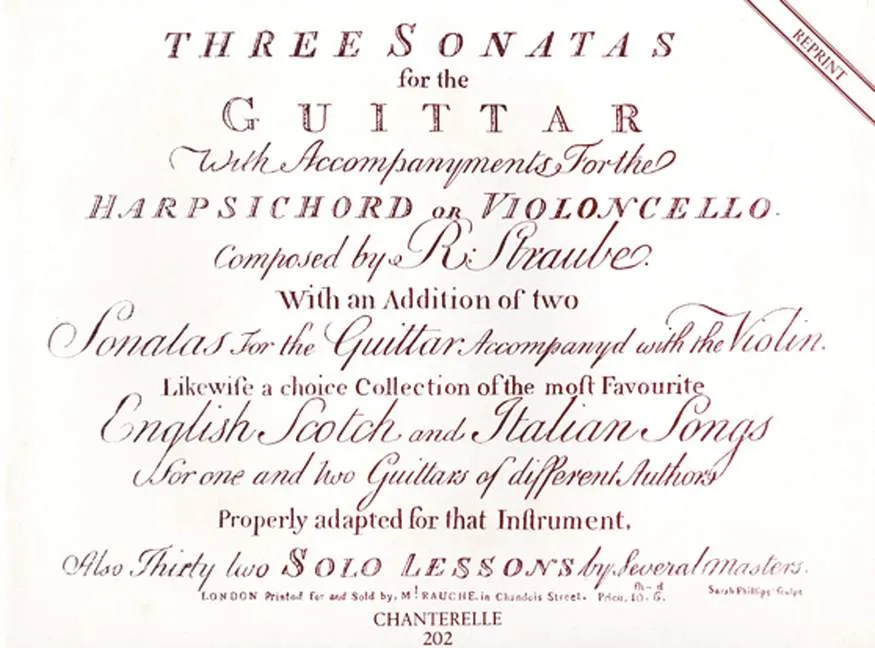 REPRINT
THREE SONATAS
for the
GUITTAR
With Accompanyments For the
HARPSICHORD OR VIOLONCELLO.
Composed by R: Straube.
With an Addition of two
Sonatas For the Guittar Accompanyd with the Violin.
Likewiſe a choice Collection of the moſt Favourite
English Scotch and Italian Songs
For one and two Guittars of different Authors
Properly adapted for that Inſtrument,
Also Thirty two SOLO LESSONS by Several masters.
LONDON Printed for and Sold by, Mr. RAUCHE. in Chandois Street. Price, 10. 6.
Sarah Phillips Sculpt
CHANTERELLE
202